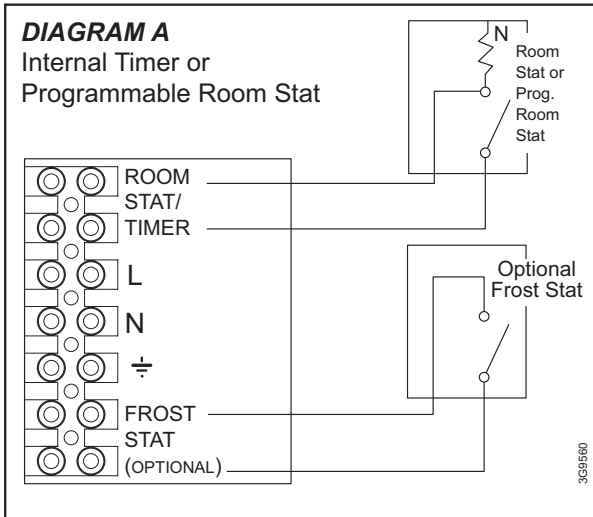 DIAGRAM A
Internal Timer or
Programmable Room Stat
N
Room
Stat or
Prog.
Room
Stat
ROOM
STAT/
TIMER
L
N
Optional
Frost Stat
FROST
STAT
(OPTIONAL)
3G9560